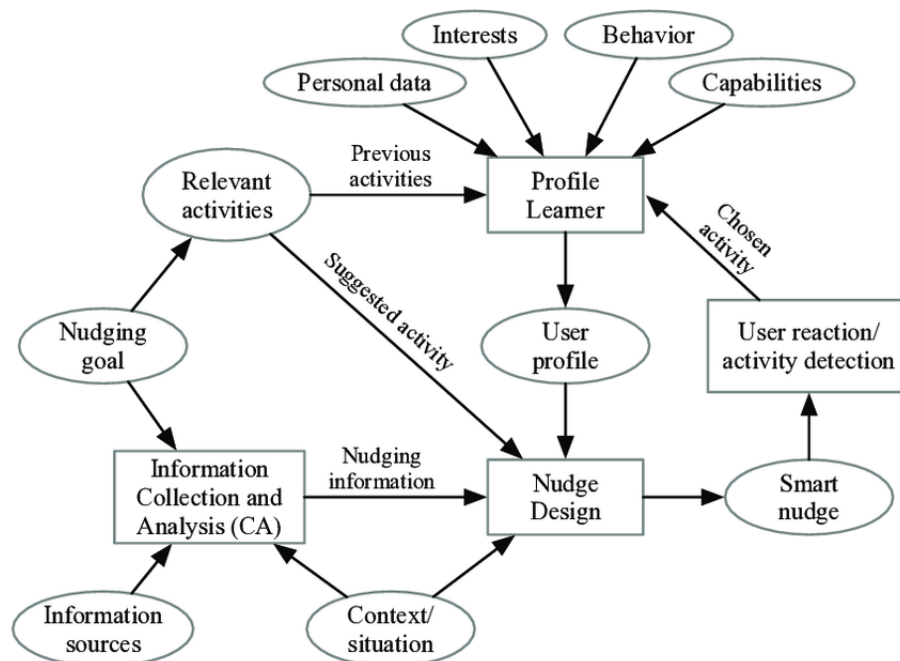 Interests
Behavior
Personal data
Capabilities
Previous
activities
Relevant
activities
Profile
Learner
Chosen
activity
Suggested activity
Nudging
goal
User
profile
User reaction/
activity detection
Information
Collection and
Analysis (CA)
Nudging
information
Nudge
Design
Smart
nudge
Information
sources
Context/
situation